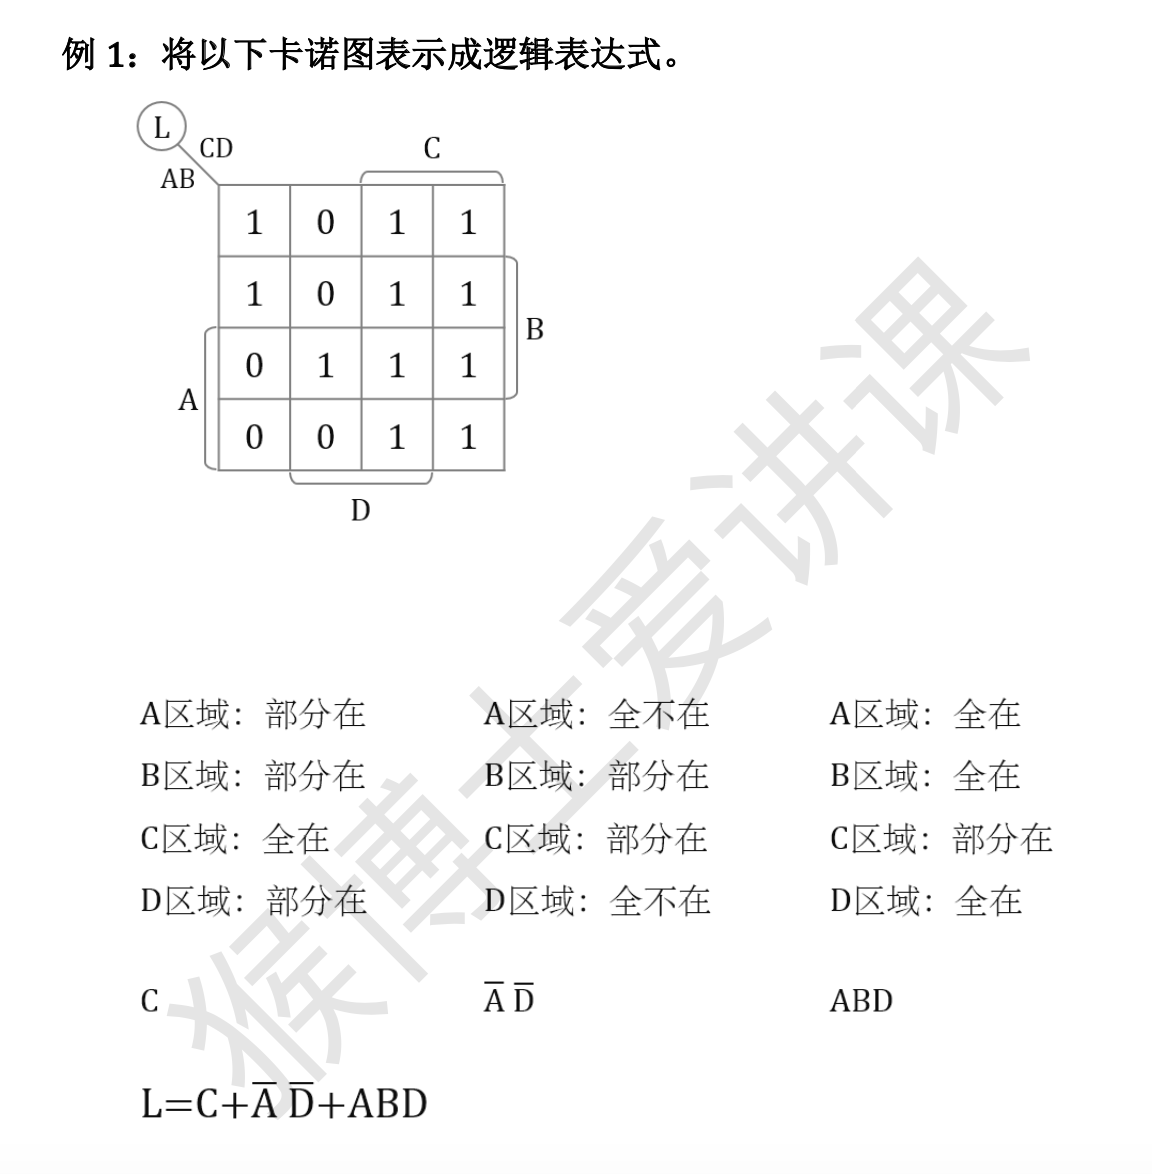 例 1：将以下卡诺图表示成逻辑表达式。
L
CD
C
AB
1 0 1 1
1 0 1 1
B
0 1 1 1
A
0 0 1 1
D
A区域：部分在 A区域：全不在 A区域：全在
B区域：部分在 B区域：部分在 B区域：全在
C区域：全在 C区域：部分在 C区域：部分在
D区域：部分在 D区域：全不在 D区域：全在
C A̅ D̅ ABD
L=C+A̅ D̅+ABD
猴博士爱讲课